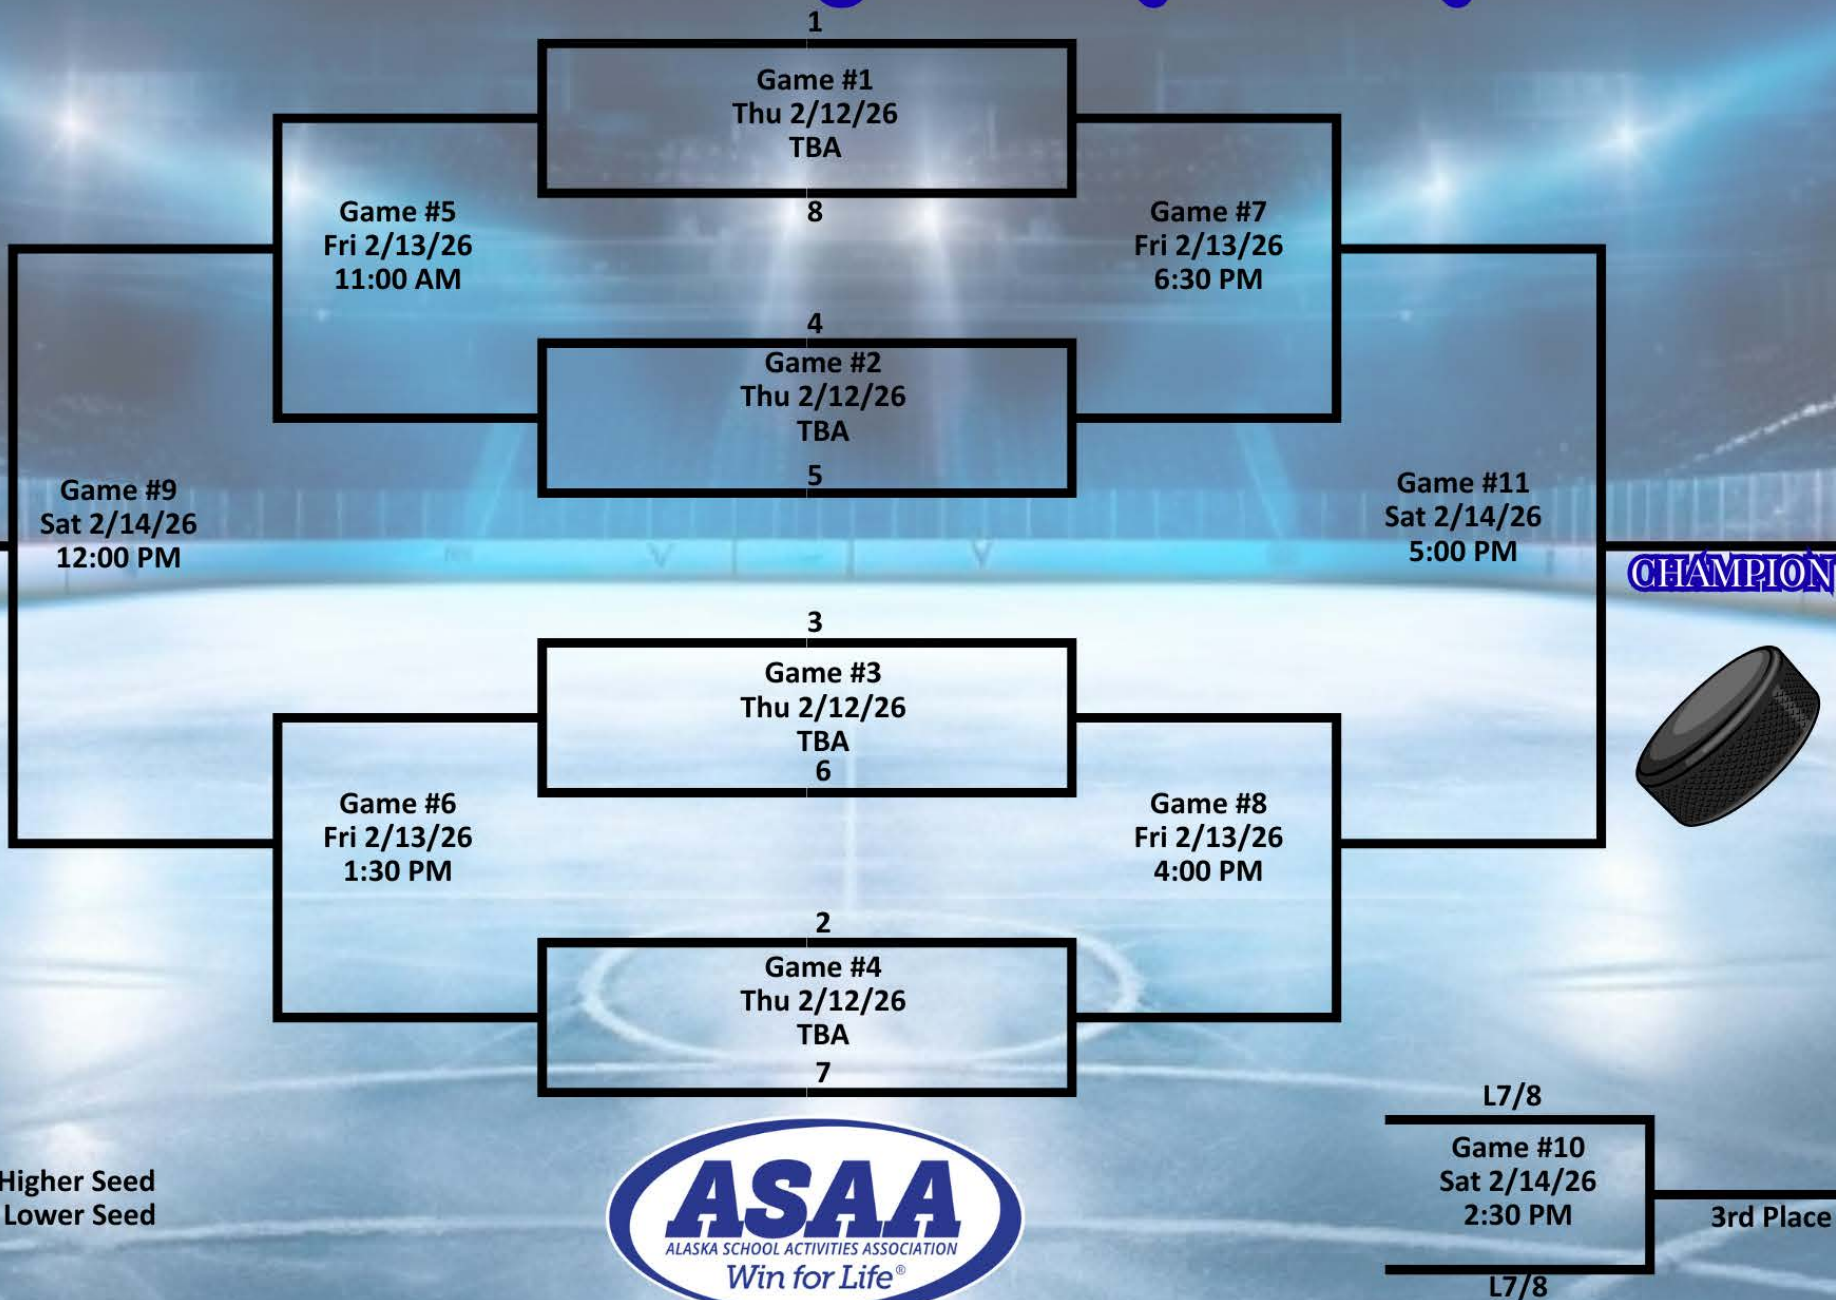 1
Game #1
Thu 2/12/26
TBA
8
Game #5
Fri 2/13/26
11:00 AM
Game #7
Fri 2/13/26
6:30 PM
4
Game #2
Thu 2/12/26
TBA
5
Game #9
Sat 2/14/26
12:00 PM
Game #11
Sat 2/14/26
5:00 PM
CHAMPION
3
Game #3
Thu 2/12/26
TBA
6
Game #6
Fri 2/13/26
1:30 PM
Game #8
Fri 2/13/26
4:00 PM
2
Game #4
Thu 2/12/26
TBA
7
L7/8
Game #10
Sat 2/14/26
2:30 PM
3rd Place
L7/8
Higher Seed
Lower Seed
ASAA
ALASKA SCHOOL ACTIVITIES ASSOCIATION
Win for Life®